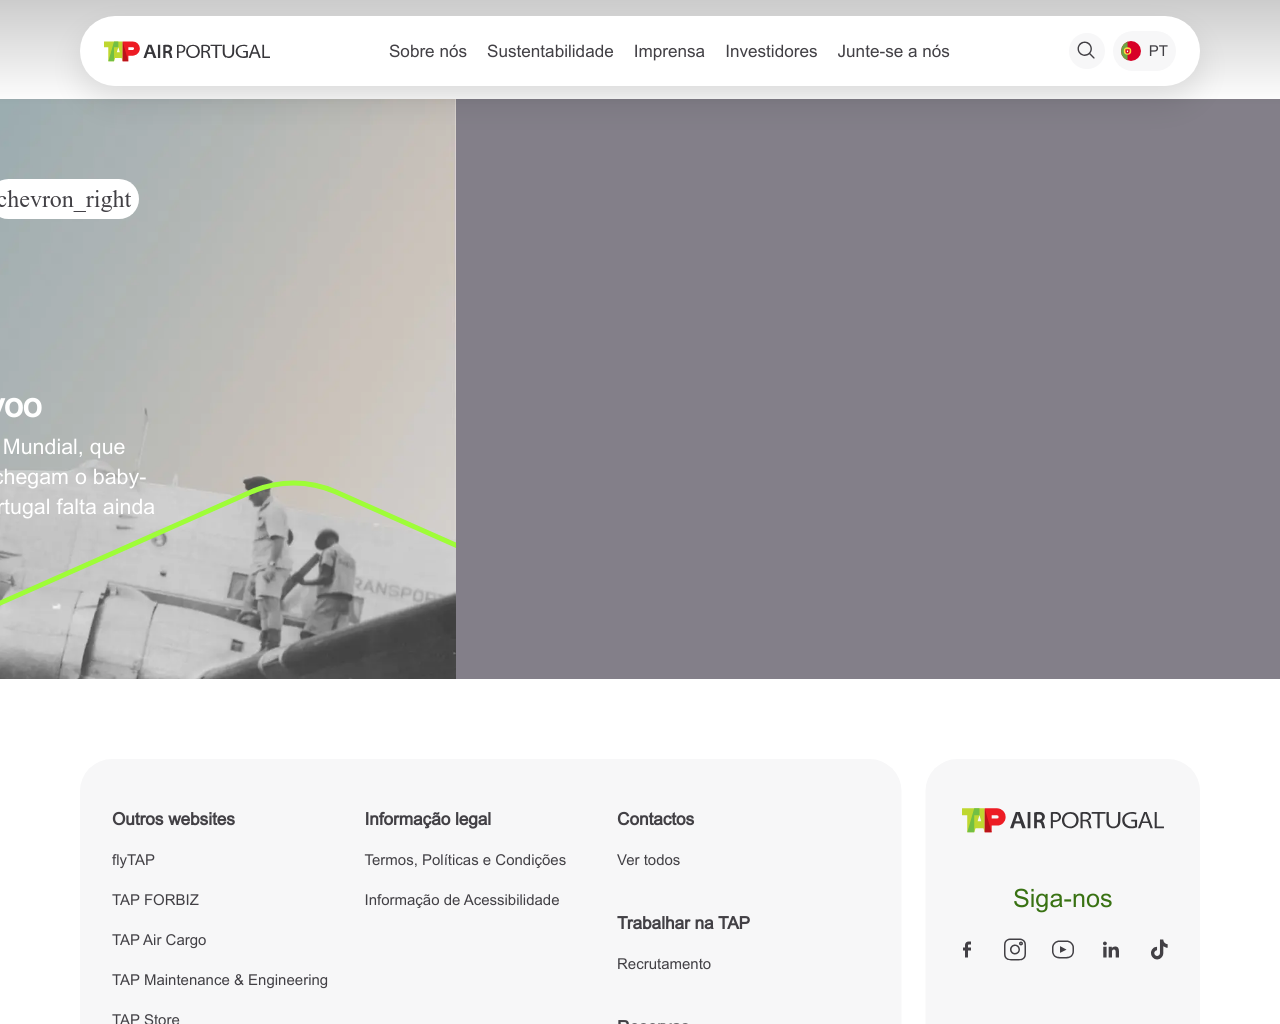 TAP AIR PORTUGAL
Sobre nós
Sustentabilidade
Imprensa
Investidores
Junte-se a nós
PT
chevron_right
voo
Mundial, que
chegam o baby-
rtugal falta ainda
TRANSPORT
Outros websites
flyTAP
TAP FORBIZ
TAP Air Cargo
TAP Maintenance & Engineering
TAP Store
Informação legal
Termos, Políticas e Condições
Informação de Acessibilidade
Contactos
Ver todos
Trabalhar na TAP
Recrutamento
Reservas
TAP AIR PORTUGAL
Siga-nos